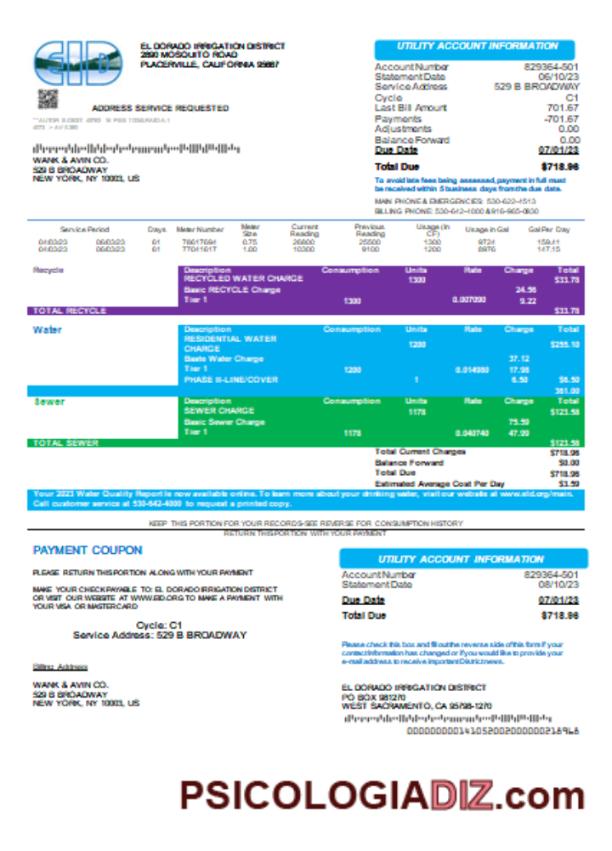 EID
EL DORADO IRRIGATION DISTRICT
2890 MOSQUITO ROAD
PLACERVILLE, CALIFORNIA 95667
ADDRESS SERVICE REQUESTED
WANK & AVIN CO.
529 B BROADWAY
NEW YORK, NY 10003, US
UTILITY ACCOUNT INFORMATION
Account Number 829364-501
Statement Date 06/10/23
Service Address 529 B BROADWAY
Cycle C1
Last Bill Amount 701.67
Payments -701.67
Adjustments 0.00
Balance Forward 0.00
Due Date 07/01/23
Total Due $718.96
To avoid late fees being assessed, payment in full must
be received within 5 business days from the due date.
MAIN PHONE & EMERGENCIES: 530-622-4513
BILLING PHONE: 530-642-4000 & 916-965-0930
Service Period Days Meter Number Meter Size Current Reading Previous Reading Usage (In CF) Usage in Gal Gal Per Day
04/03/23 06/03/23 61 0.75 26800 25500 1300 9724
04/03/23 06/03/23 61 1.00 10300 9100 1200 8976 147.15
Recycle Description Consumption Units Rate Charge Total
RECYCLED WATER CHARGE 1300 $33.78
Basic RECYCLE Charge 24.56
Tier 1 1300 0.007090 9.22
TOTAL RECYCLE $33.78
Water Description Consumption Units Rate Charge Total
RESIDENTIAL WATER CHARGE 1200 $255.10
Basic Water Charge 37.12
Tier 1 1200 0.014980 17.98
PHASE II-LINE/COVER 1 6.50 $6.50
361.00
Sewer Description Consumption Units Rate Charge Total
SEWER CHARGE 1178 $123.58
Basic Sewer Charge 75.59
Tier 1 1178 0.040740 47.99
TOTAL SEWER $123.58
Total Current Charges $718.96
Balance Forward $0.00
Total Due $718.96
Estimated Average Cost Per Day $3.59
Your 2023 Water Quality Report is now available online. To learn more about your drinking water, visit our website at www.eid.org/main.
Call customer service at 530-642-4000 to request a printed copy.
KEEP THIS PORTION FOR YOUR RECORDS-SEE REVERSE FOR CONSUMPTION HISTORY
RETURN THIS PORTION WITH YOUR PAYMENT
PAYMENT COUPON
PLEASE RETURN THIS PORTION ALONG WITH YOUR PAYMENT
MAKE YOUR CHECK PAYABLE TO: EL DORADO IRRIGATION DISTRICT
OR VISIT OUR WEBSITE AT WWW.EID.ORG TO MAKE A PAYMENT WITH
YOUR VISA OR MASTERCARD
Cycle: C1
Service Address: 529 B BROADWAY
Billing Address
WANK & AVIN CO.
529 B BROADWAY
NEW YORK, NY 10003, US
UTILITY ACCOUNT INFORMATION
Account Number 829364-501
Statement Date 08/10/23
Due Date 07/01/23
Total Due $718.96
Please check this box and fill out the reverse side of this form if your
contact information has changed or if you would like to provide your
e-mail address to receive important District news.
EL DORADO IRRIGATION DISTRICT
PO BOX 981270
WEST SACRAMENTO, CA 95798-1270
PSICOLOGIADIZ.com